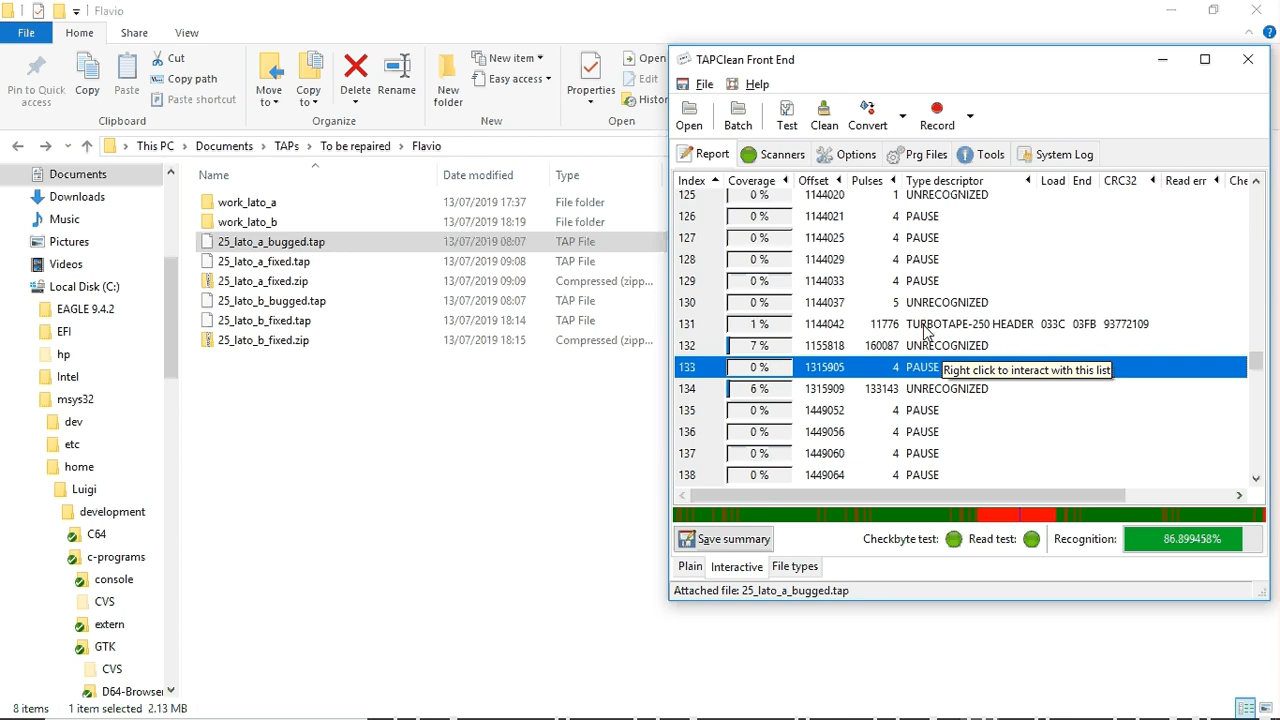 Flavio
File Home Share View
Pin to Quick access
Copy
Paste
Cut
Copy path
Paste shortcut
Clipboard
Move to
Copy to
Delete
Rename
Organize
New folder
New item
Easy access
New
Properties
Open
Edit
Histor
Open
This PC > Documents > TAPs > To be repaired > Flavio
Documents
Downloads
Music
Pictures
Videos
Local Disk (C:)
EAGLE 9.4.2
EFI
hp
Intel
msys32
dev
etc
home
Luigi
development
C64
c-programs
console
CVS
extern
GTK
CVS
D64-Browser
Name Date modified Type
work_lato_a 13/07/2019 17:37 File folder
work_lato_b 13/07/2019 18:19 File folder
25_lato_a_bugged.tap 13/07/2019 08:07 TAP File
25_lato_a_fixed.tap 13/07/2019 09:08 TAP File
25_lato_a_fixed.zip 13/07/2019 09:09 Compressed (zipp...
25_lato_b_bugged.tap 13/07/2019 08:07 TAP File
25_lato_b_fixed.tap 13/07/2019 18:14 TAP File
25_lato_b_fixed.zip 13/07/2019 18:15 Compressed (zipp...
8 items 1 item selected 2.13 MB
TAPClean Front End
File Help
Open Batch Test Clean Convert Record
Report Scanners Options Prg Files Tools System Log
Index Coverage Offset Pulses Type descriptor Load End CRC32 Read err Che
125 0 % 1144020 1 UNRECOGNIZED
126 0 % 1144021 4 PAUSE
127 0 % 1144025 4 PAUSE
128 0 % 1144029 4 PAUSE
129 0 % 1144033 4 PAUSE
130 0 % 1144037 5 UNRECOGNIZED
131 1 % 1144042 11776 TURBOTAPE-250 HEADER 033C 03FB 93772109
132 7 % 1155818 160087 UNRECOGNIZED
133 0 % 1315905 4 PAUSE
Right click to interact with this list
134 6 % 1315909 133143 UNRECOGNIZED
135 0 % 1449052 4 PAUSE
136 0 % 1449056 4 PAUSE
137 0 % 1449060 4 PAUSE
138 0 % 1449064 4 PAUSE
Save summary Checkbyte test: Read test: Recognition: 86.899458%
Plain Interactive File types
Attached file: 25_lato_a_bugged.tap